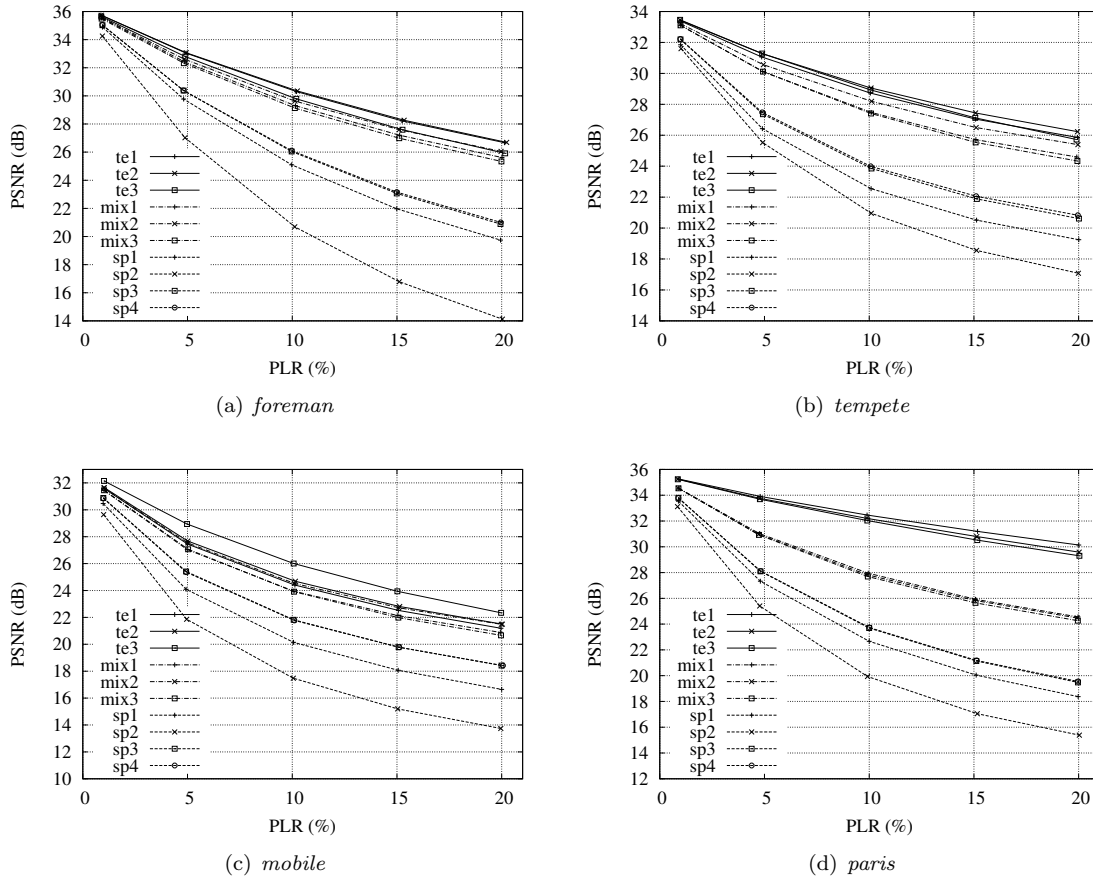 36
34
32
30
28
26
24
22
20
18
16
14
PSNR (dB)
te1
te2
te3
mix1
mix2
mix3
sp1
sp2
sp3
sp4
0 5 10 15 20
PLR (%)
(a) foreman
34
32
30
28
26
24
22
20
18
16
14
PSNR (dB)
te1
te2
te3
mix1
mix2
mix3
sp1
sp2
sp3
sp4
0 5 10 15 20
PLR (%)
(b) tempete
32
30
28
26
24
22
20
18
16
14
12
10
PSNR (dB)
te1
te2
te3
mix1
mix2
mix3
sp1
sp2
sp3
sp4
0 5 10 15 20
PLR (%)
(c) mobile
36
34
32
30
28
26
24
22
20
18
16
14
12
PSNR (dB)
te1
te2
te3
mix1
mix2
mix3
sp1
sp2
sp3
sp4
0 5 10 15 20
PLR (%)
(d) paris